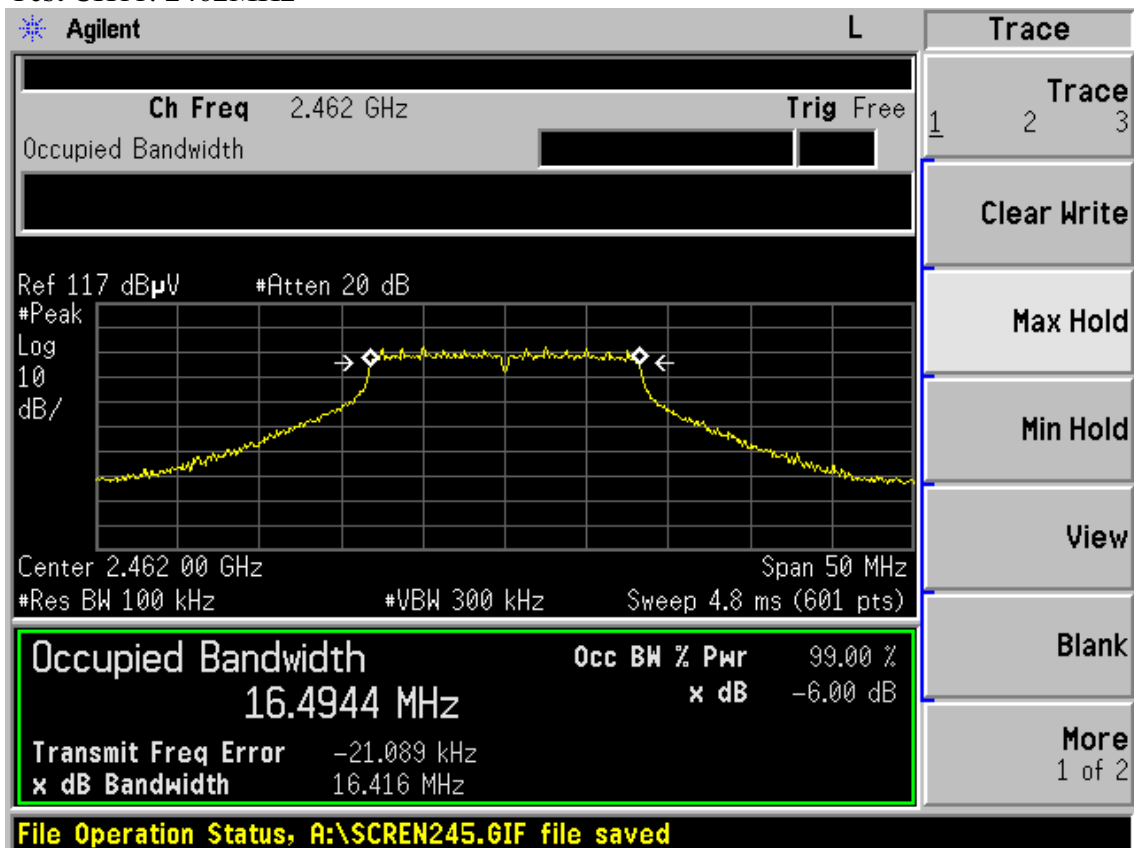 Agilent L Trace
Ch Freq 2.462 GHz Trig Free
Occupied Bandwidth
Trace
1 2 3
Clear Write
Max Hold
Min Hold
View
Blank
More
1 of 2
Ref 117 dBµV #Atten 20 dB
#Peak
Log
10
dB/
Center 2.462 00 GHz Span 50 MHz
#Res BW 100 kHz #VBW 300 kHz Sweep 4.8 ms (601 pts)
Occupied Bandwidth Occ BW % Pwr 99.00 %
16.4944 MHz x dB -6.00 dB
Transmit Freq Error -21.089 kHz
x dB Bandwidth 16.416 MHz
File Operation Status, A:\SCREN245.GIF file saved